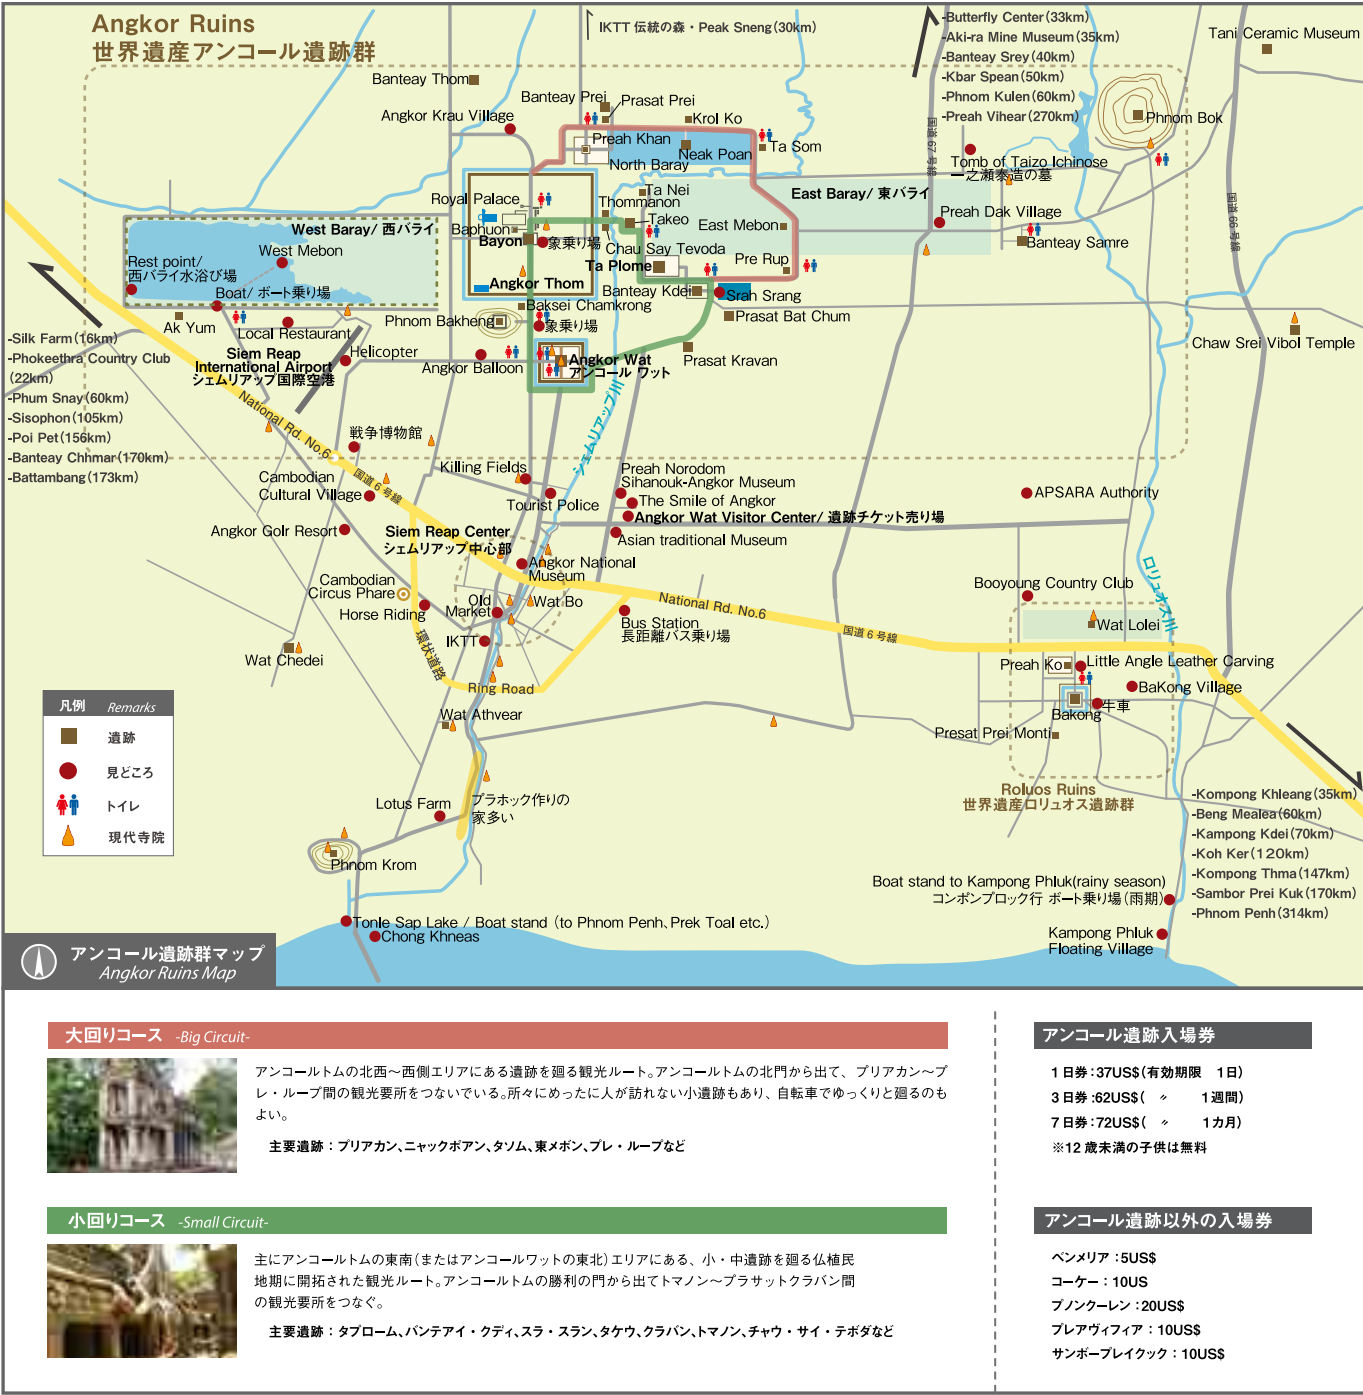 Angkor Ruins
世界遺産アンコール遺跡群
IKTT 伝統の森・Peak Sneng(30km)
-Butterfly Center(33km)
-Aki-ra Mine Museum(35km)
-Banteay Srey(40km)
-Kbar Spean(50km)
-Phnom Kulen(60km)
-Preah Vihear(270km)
Tani Ceramic Museum
Banteay Thom
Angkor Krau Village
Banteay Prei
Prasat Prei
Krol Ko
Preah Khan
Neak Poan
North Baray
Ta Som
国道67号線
Phnom Bok
Tomb of Taizo Ichinose
一之瀬泰造の墓
国道66号線
Royal Palace
Baphuon
Bayon
象乗り場
Angkor Thom
Thommanon
Ta Nei
Takeo
Chau Say Tevoda
Ta Plome
East Baray/ 東バライ
East Mebon
Pre Rup
Preah Dak Village
Banteay Samre
West Baray/ 西バライ
West Mebon
Rest point/
西バライ水浴び場
Boat/ ボート乗り場
Ak Yum
Local Restaurant
Banteay Kdei
Srah Srang
Prasat Bat Chum
Baksei Chamkrong
Phnom Bakheng
象乗り場
Chaw Srei Vibol Temple
Siem Reap
International Airport
シェムリアップ国際空港
Helicopter
Angkor Balloon
Angkor Wat
アンコール ワット
Prasat Kravan
-Silk Farm(16km)
-Phokeethra Country Club
(22km)
-Phum Snay(60km)
-Sisophon(105km)
-Poi Pet(156km)
-Banteay Chhmar(170km)
-Battambang(173km)
National Rd. No.6
国道6号線
シェムリアップ川
戦争博物館
Cambodian
Cultural Village
Angkor Golr Resort
Killing Fields
Tourist Police
Preah Norodom
Sihanouk-Angkor Museum
The Smile of Angkor
Angkor Wat Visitor Center/ 遺跡チケット売り場
Asian traditional Museum
APSARA Authority
Siem Reap Center
シェムリアップ中心部
Angkor National
Museum
Cambodian
Circus Phare
Horse Riding
Old
Market
Wat Bo
IKTT
環状道路
Ring Road
Bus Station
長距離バス乗り場
National Rd. No.6
国道6号線
Booyoung Country Club
ロリュオス川
Wat Lolei
Preah Ko
Little Angle Leather Carving
BaKong Village
牛車
Bakong
Presat Prei Monti
Roluos Ruins
世界遺産ロリュオス遺跡群
Wat Chedei
Wat Athvear
Lotus Farm
プラホック作りの
家多い
Phnom Krom
凡例 Remarks
遺跡
見どころ
トイレ
現代寺院
-Kompong Khleang(35km)
-Beng Mealea(60km)
-Kampong Kdei(70km)
-Koh Ker(120km)
-Kompong Thma(147km)
-Sambor Prei Kuk(170km)
-Phnom Penh(314km)
Boat stand to Kampong Phluk(rainy season)
コンポンプロック行 ボート乗り場(雨期)
Kampong Phluk
Floating Village
Tonle Sap Lake / Boat stand (to Phnom Penh、Prek Toal etc.)
Chong Khneas
アンコール遺跡群マップ
Angkor Ruins Map
大回りコース -Big Circuit-
アンコールトムの北西～西側エリアにある遺跡を廻る観光ルート。アンコールトムの北門から出て、プリアカン～プ
レ・ループ間の観光要所をつないでいる。所々にめったに人が訪れない小遺跡もあり、自転車でゆっくりと廻るのも
よい。
主要遺跡：プリアカン、ニャックポアン、タソム、東メボン、プレ・ループなど
小回りコース -Small Circuit-
主にアンコールトムの東南(またはアンコールワットの東北)エリアにある、小・中遺跡を廻る仏植民
地期に開拓された観光ルート。アンコールトムの勝利の門から出てトマノン～プラサットクラバン間
の観光要所をつなぐ。
主要遺跡：タプローム、バンテアイ・クディ、スラ・スラン、タケウ、クラバン、トマノン、チャウ・サイ・テボダなど
アンコール遺跡入場券
1日券:37US$(有効期限 1日)
3日券:62US$( 〃 1週間)
7日券:72US$( 〃 1カ月)
※12歳未満の子供は無料
アンコール遺跡以外の入場券
ベンメリア:5US$
コーケー：10US
プノンクーレン:20US$
プレアヴィフィア：10US$
サンボープレイクック：10US$